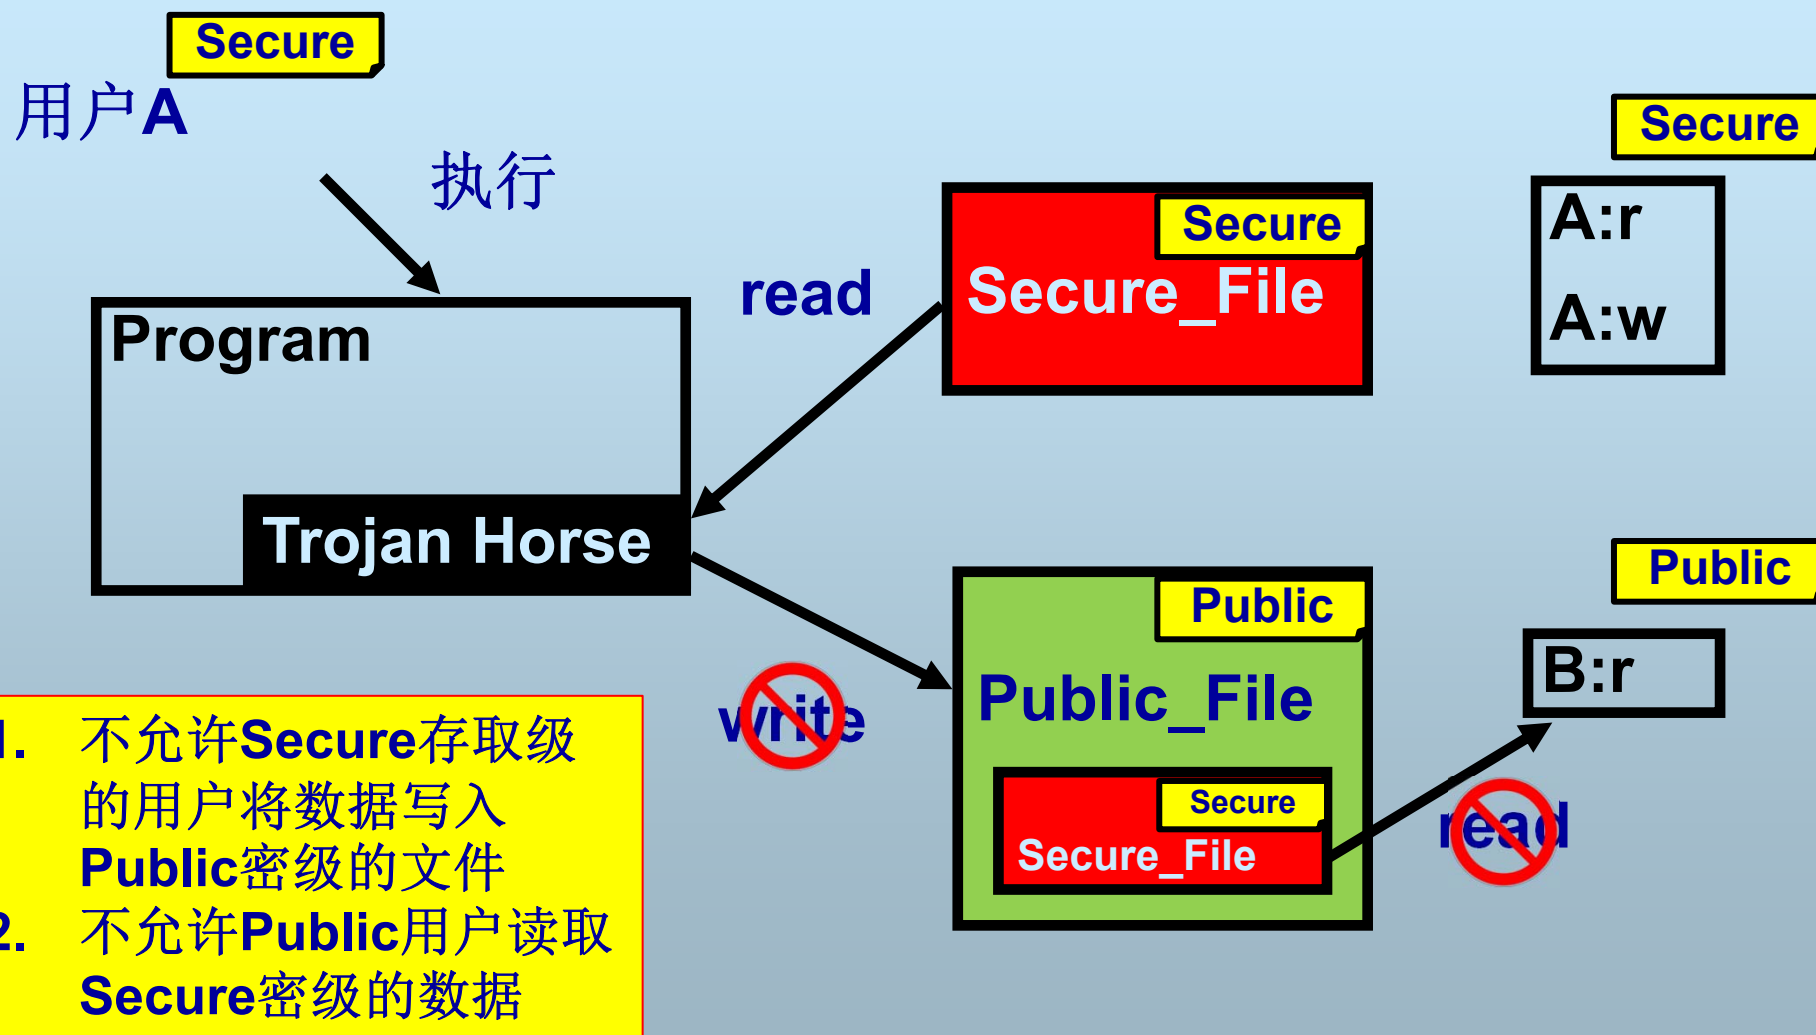 Secure
用户A
执行
Program
Trojan Horse
read
Secure
Secure_File
Secure
A:r
A:w
write
Public
Public_File
Secure
Secure_File
Public
B:r
read
1. 不允许Secure存取级
的用户将数据写入
Public密级的文件
2. 不允许Public用户读取
Secure密级的数据